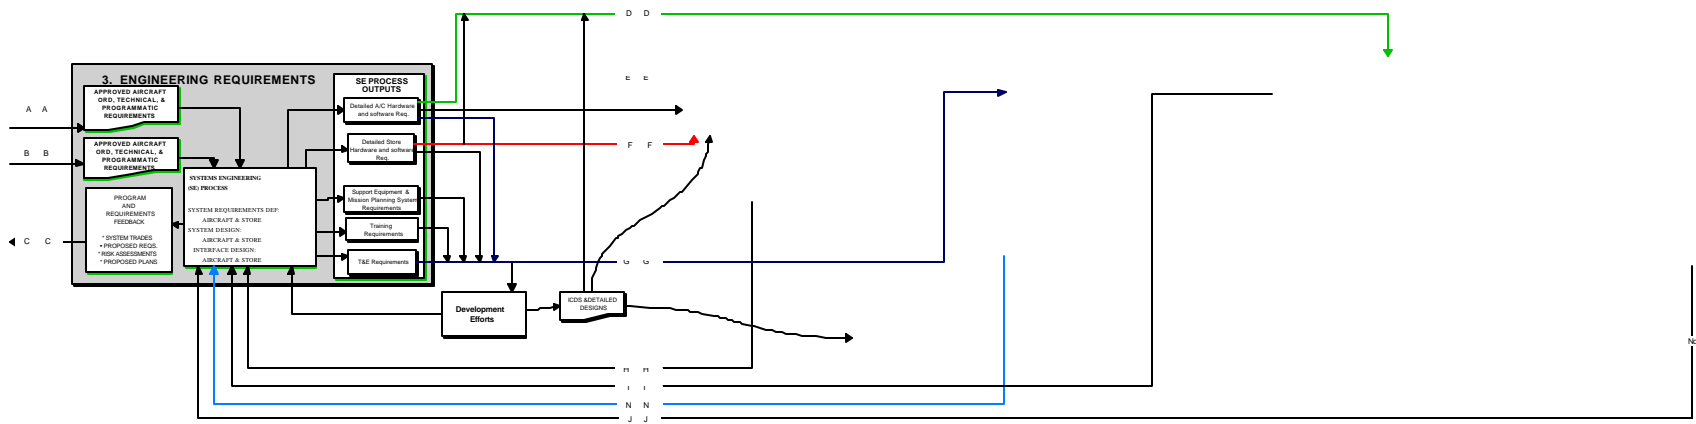 D D
3. ENGINEERING REQUIREMENTS
SE PROCESS
OUTPUTS
E E
APPROVED AIRCRAFT
ORD, TECHNICAL, &
PROGRAMMATIC
REQUIREMENTS
A A
Detailed A/C Hardware
and software Req.
APPROVED AIRCRAFT
ORD, TECHNICAL, &
PROGRAMMATIC
REQUIREMENTS
B B
Detailed Store
Hardware and software
Req.
F F
SYSTEMS ENGINEERING
(SE) PROCESS
SYSTEM REQUIREMENTS DEF:
AIRCRAFT & STORE
SYSTEM DESIGN:
AIRCRAFT & STORE
INTERFACE DESIGN:
AIRCRAFT & STORE
PROGRAM
AND
REQUIREMENTS
FEEDBACK
* SYSTEM TRADES
• PROPOSED REQS.
* RISK ASSESSMENTS
* PROPOSED PLANS
C C
Support Equipment &
Mission Planning System
Requirements
Training
Requirements
T&E Requirements
G G
Development
Efforts
ICDS &DETAILED
DESIGNS
H H
I I
N N
J J